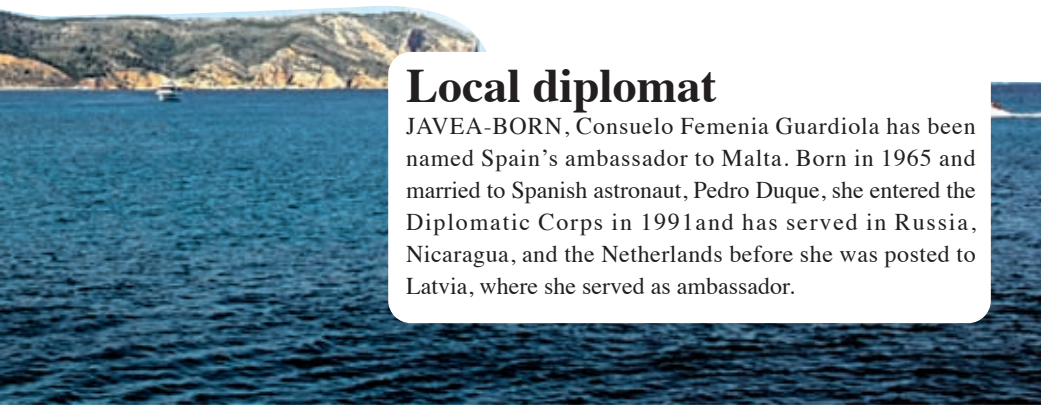 Local diplomat
JAVEA-BORN, Consuelo Femenia Guardiola has been
named Spain’s ambassador to Malta. Born in 1965 and
married to Spanish astronaut, Pedro Duque, she entered the
Diplomatic Corps in 1991and has served in Russia,
Nicaragua, and the Netherlands before she was posted to
Latvia, where she served as ambassador.